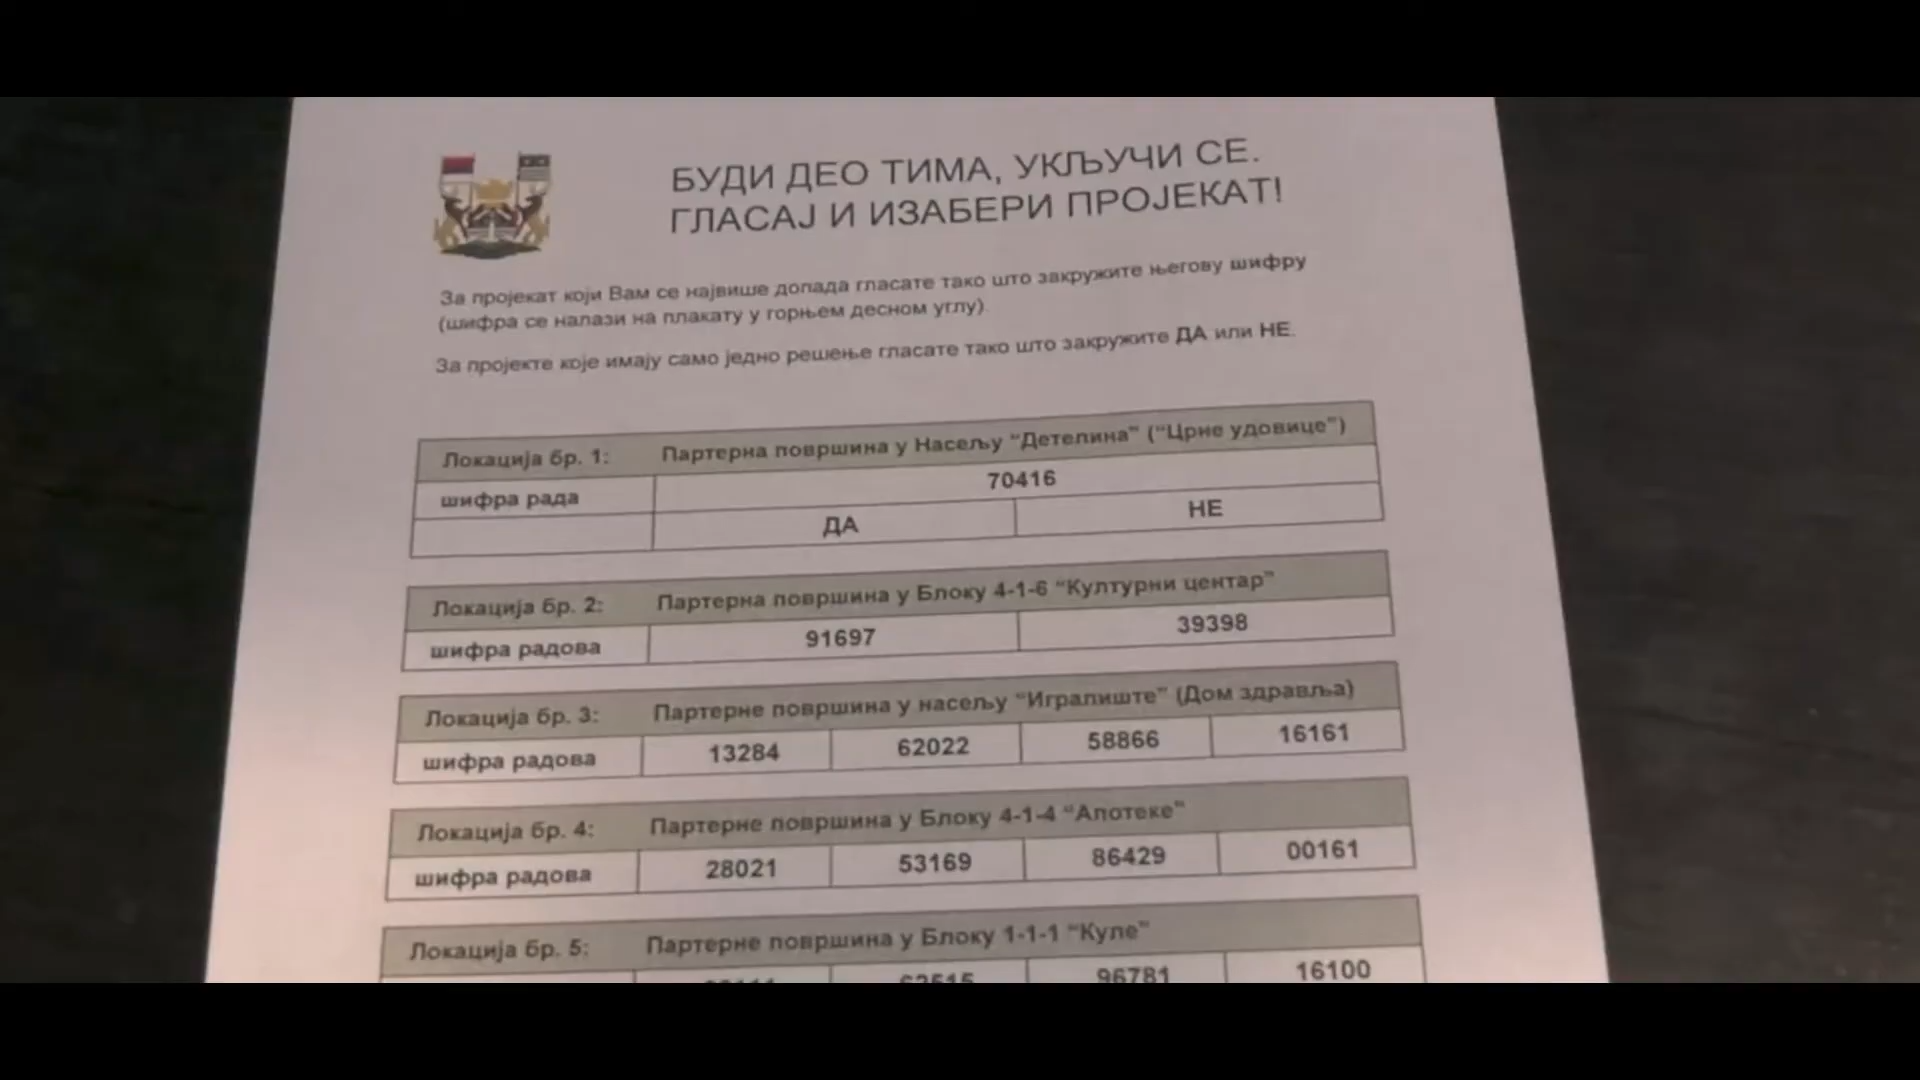 БУДИ ДЕО ТИМА, УКЉУЧИ СЕ.
ГЛАСАЈ И ИЗАБЕРИ ПРОЈЕКАТ!
За пројекат који Вам се највише допада гласате тако што закружите његову шифру
(шифра се налази на плакату у горњем десном углу).
За пројекте које имају само једно решење гласате тако што закружите ДА или НЕ.
Локација бр. 1: Партерна површина у Насељу “Детелина” (“Црне удовице”)
шифра рада 70416
ДА НЕ
Локација бр. 2: Партерна површина у Блоку 4-1-6 “Културни центар”
шифра радова 91697 39398
Локација бр. 3: Партерне површина у насељу “Игралиште” (Дом здравља)
шифра радова 13284 62022 58866 16161
Локација бр. 4: Партерне површина у Блоку 4-1-4 “Апотеке”
шифра радова 28021 53169 86429 00161
Локација бр. 5: Партерне површина у Блоку 1-1-1 “Куле”
96781 16100